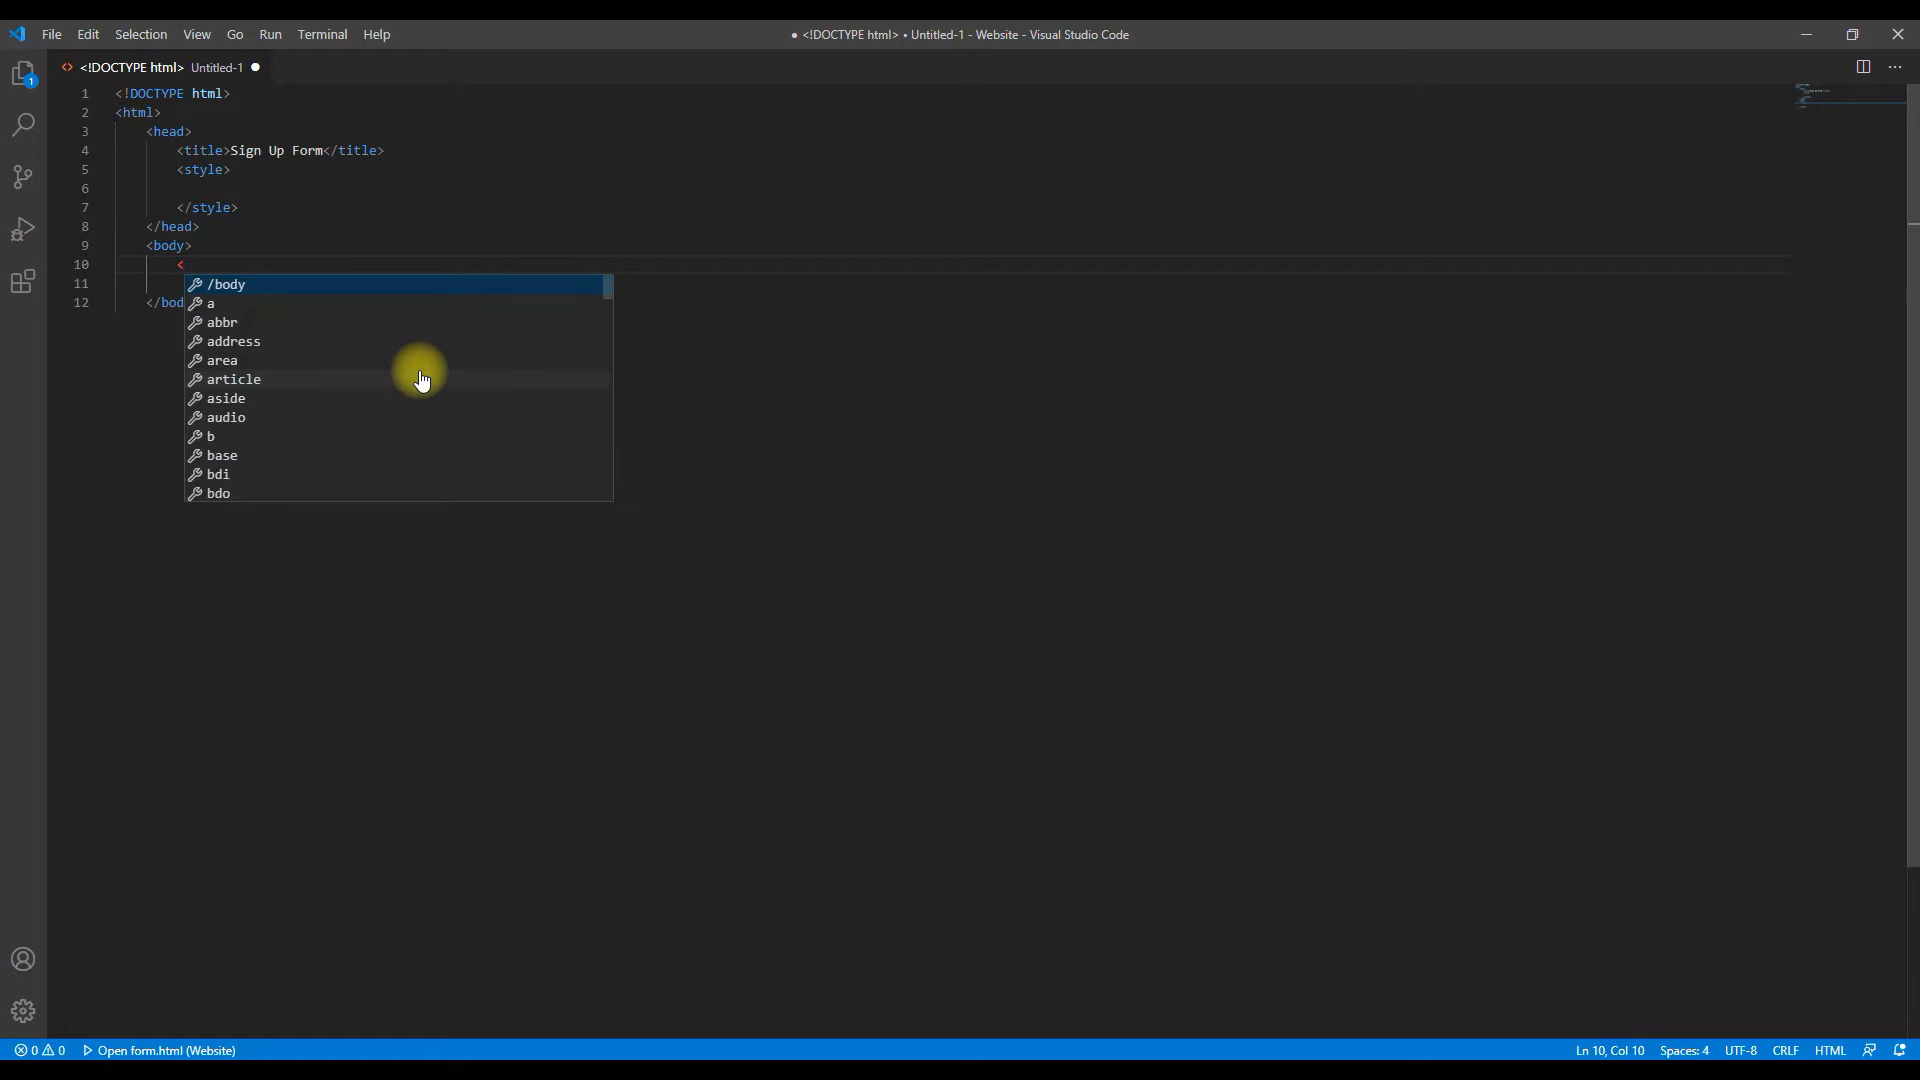 File Edit Selection View Go Run Terminal Help
● <!DOCTYPE html> • Untitled-1 - Website - Visual Studio Code
1
<> <!DOCTYPE html> Untitled-1 ●
1 <!DOCTYPE html>
2 <html>
3 <head>
4 <title>Sign Up Form</title>
5 <style>
6
7 </style>
8 </head>
9 <body>
10 <
11
12 </bod
/body
a
abbr
address
area
article
aside
audio
b
base
bdi
bdo
0 0 Open form.html (Website)
Ln 10, Col 10 Spaces: 4 UTF-8 CRLF HTML